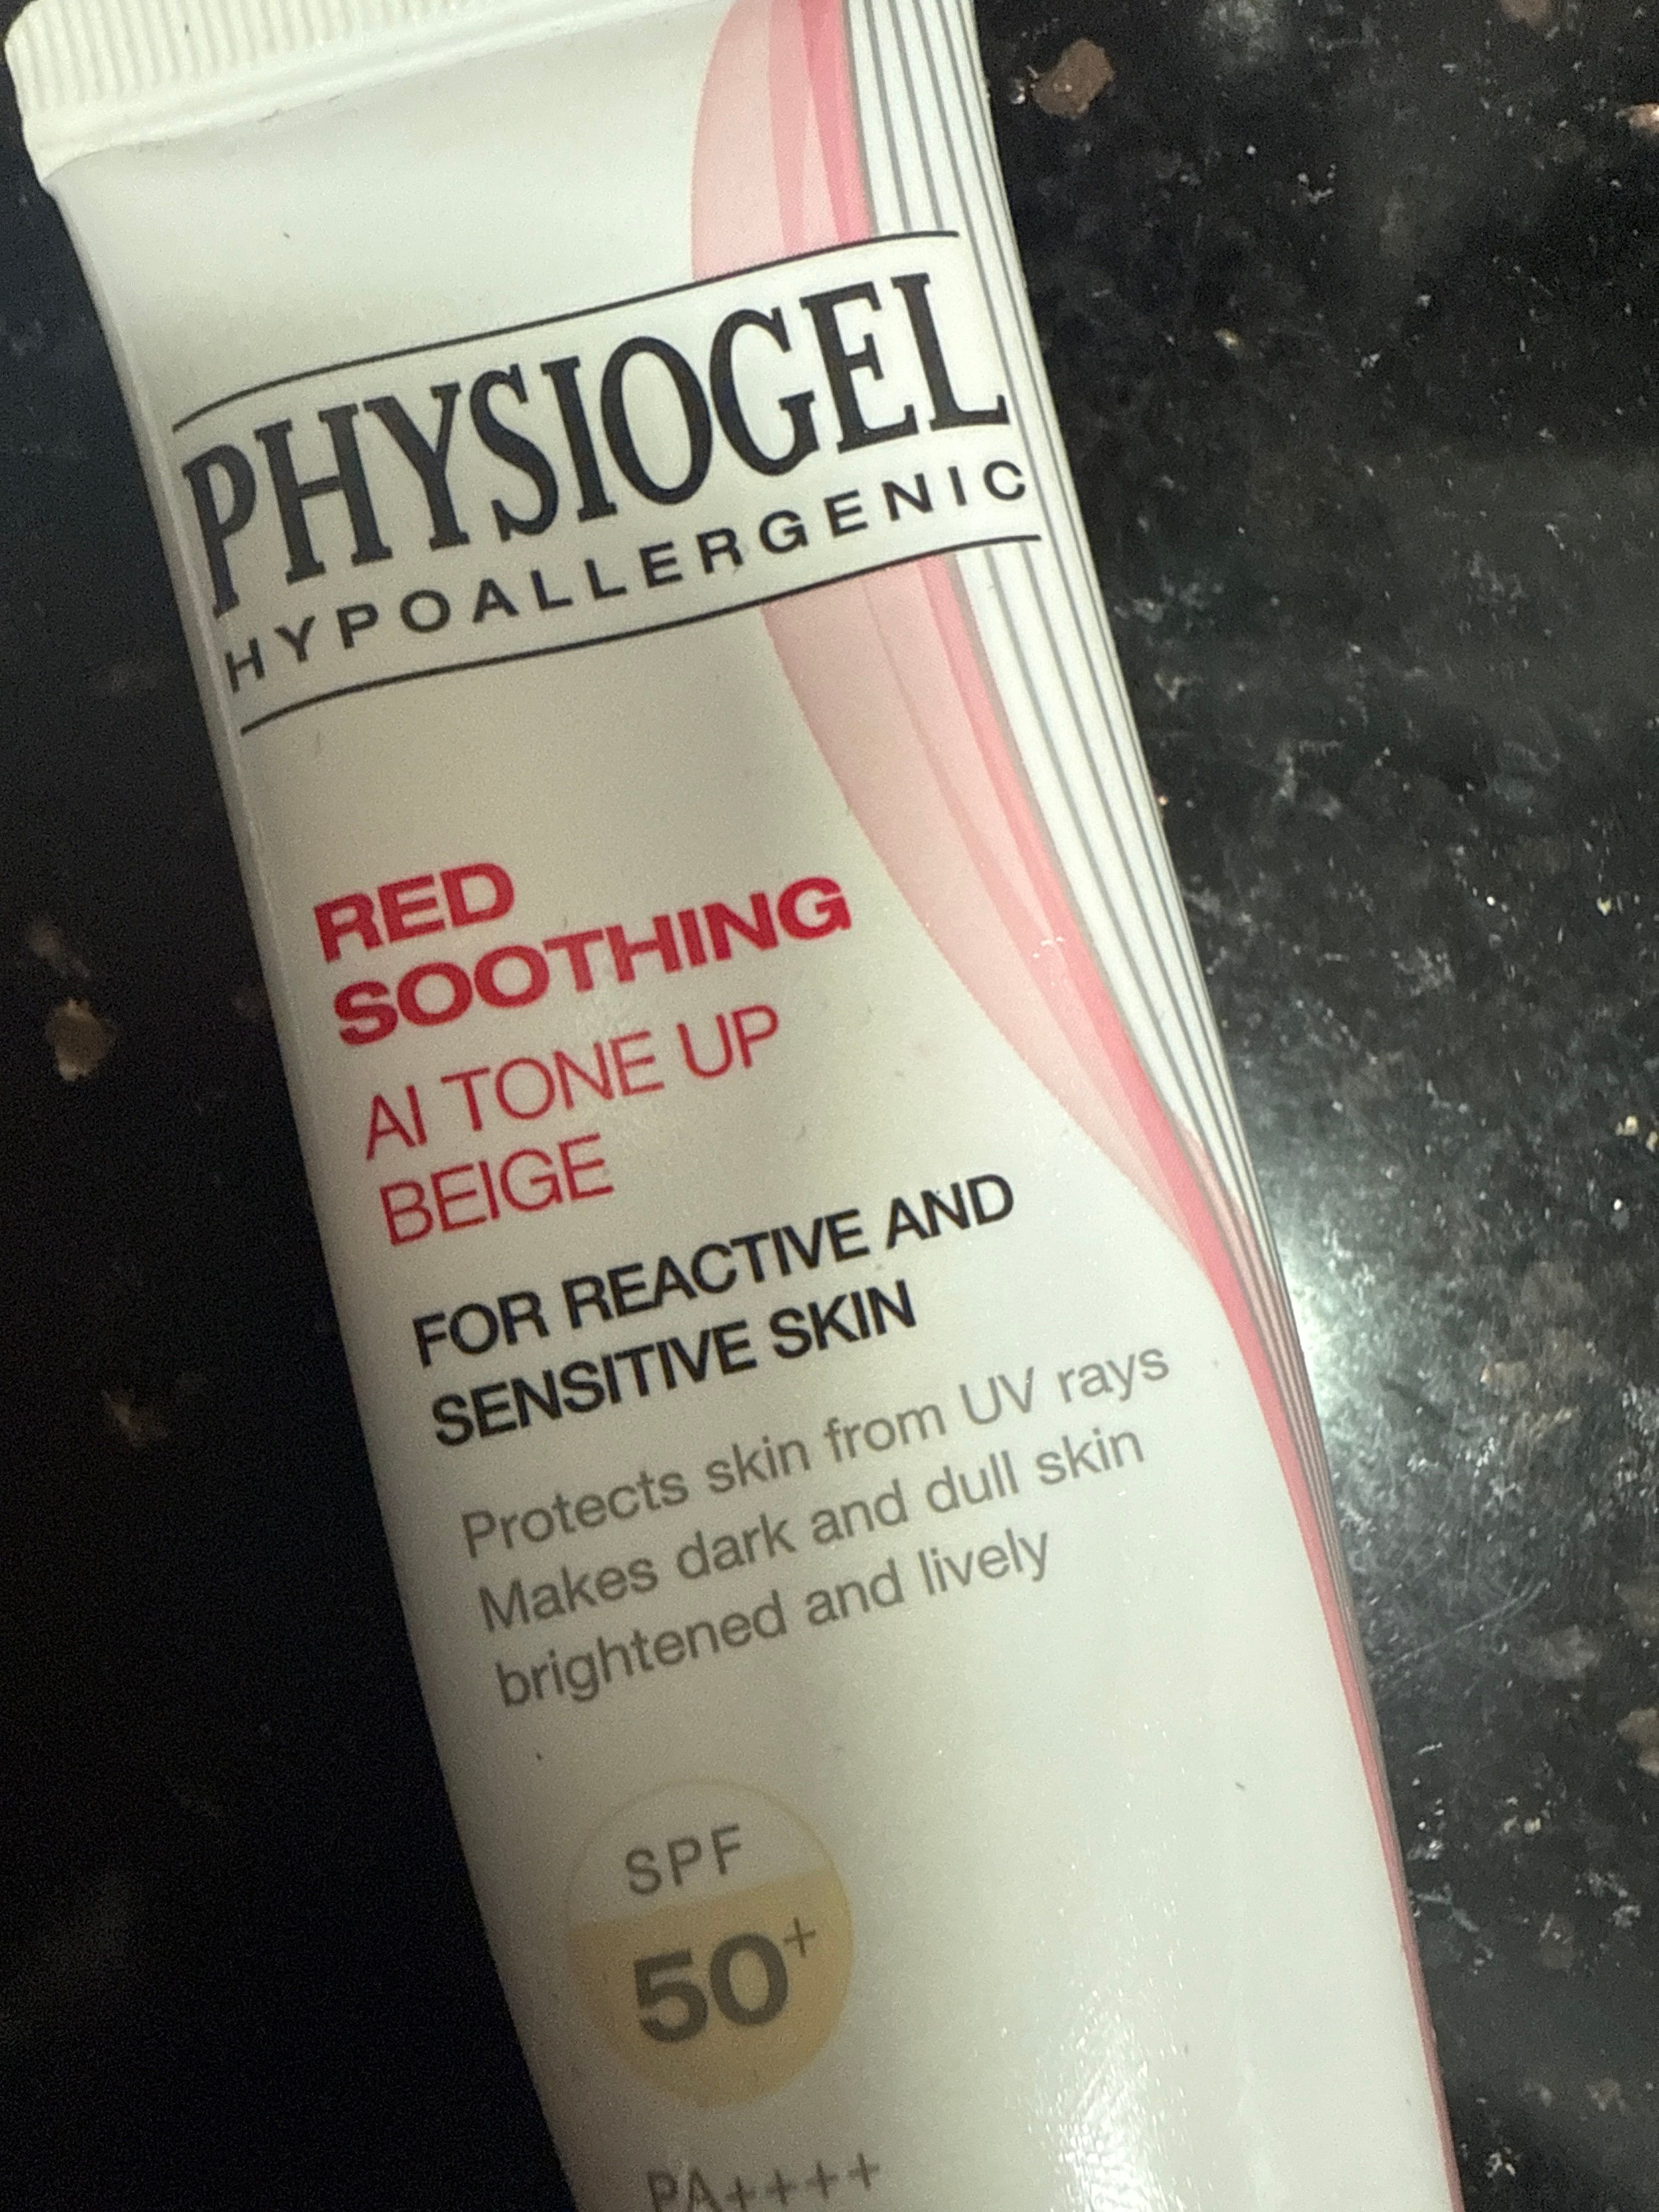 PHYSIOGEL
HYPOALLERGENIC
RED
SOOTHING
AI TONE UP
BEIGE
FOR REACTIVE AND
SENSITIVE SKIN
Protects skin from UV rays
Makes dark and dull skin
brightened and lively
SPF
50+
PA++++